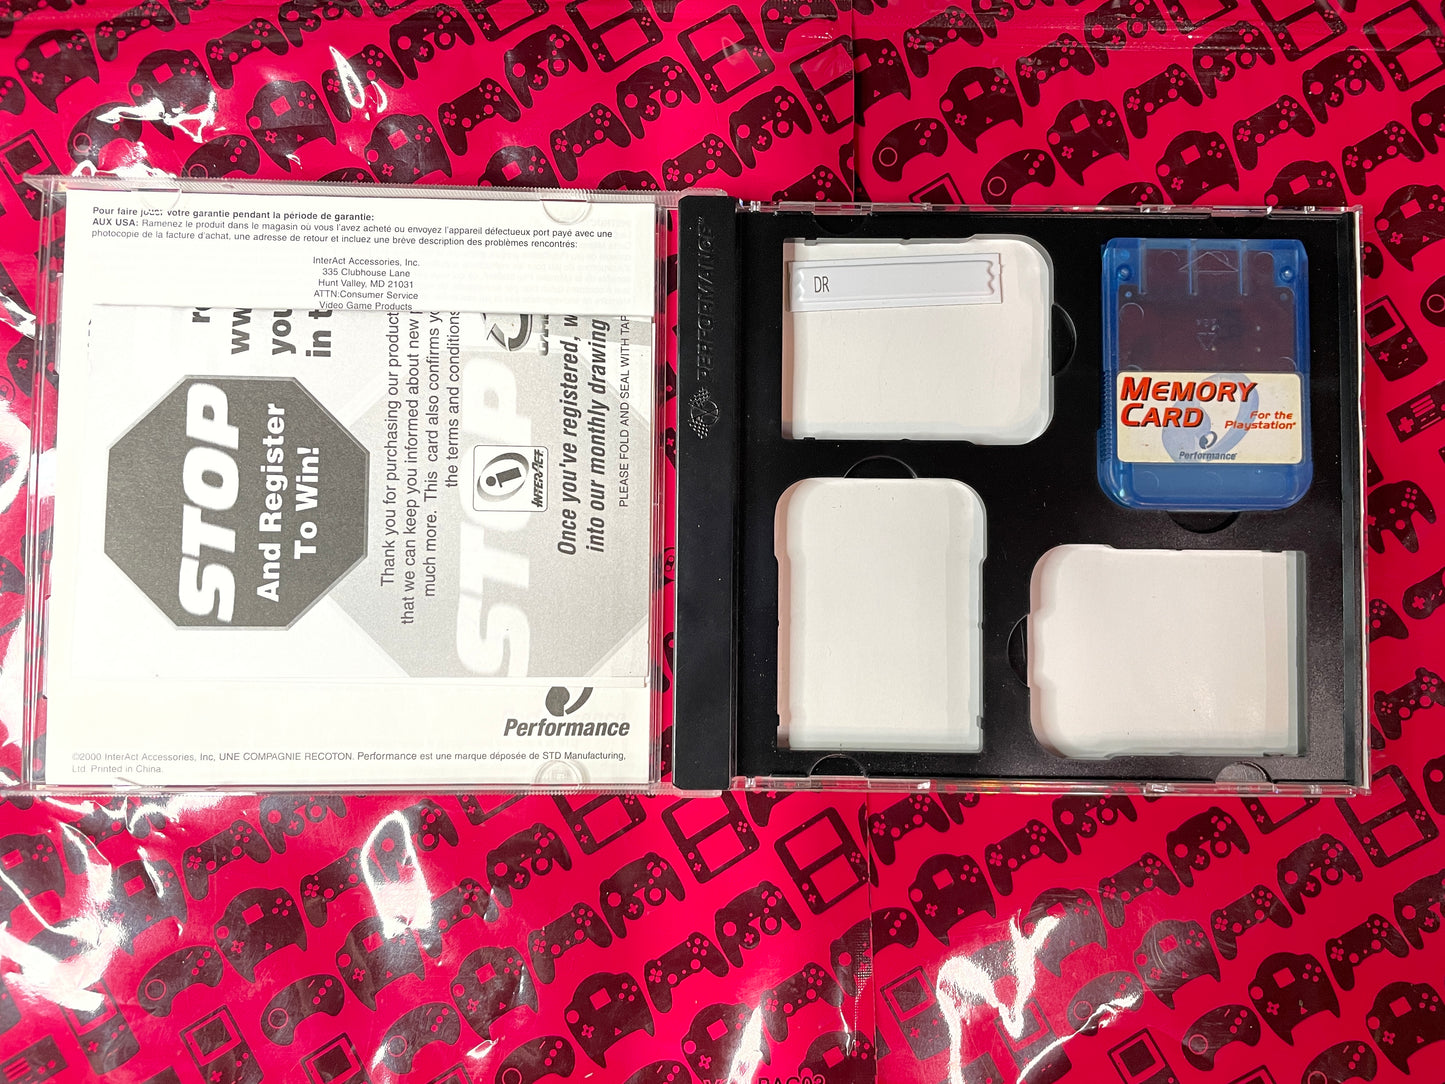 Pour faire jouer votre garantie pendant la période de garantie:
AUX USA: Ramenez le produit dans le magasin où vous l'avez acheté ou envoyez l'appareil défectueux port payé avec une
photocopie de la facture d'achat, une adresse de retour et incluez une brève description des problèmes rencontrés:
InterAct Accessories, Inc.
335 Clubhouse Lane
Hunt Valley, MD 21031
ATTN:Consumer Service
Video Game Products
you
in t
STOP
And Register
To Win!
Thank you for purchasing our product
that we can keep you informed about new
much more. This card also confirms
the terms and conditions
STOP
INTERACT
Once you've registered,
into our monthly drawing
PLEASE FOLD AND SEAL WITH TAP
Performance
©2000 InterAct Accessories, Inc, UNE COMPAGNIE RECOTON. Performance est une marque déposée de STD Manufacturing,
Ltd. Printed in China.
PERFORMANCE
DR
MEMORY
CARD
For the
Playstation
Performance